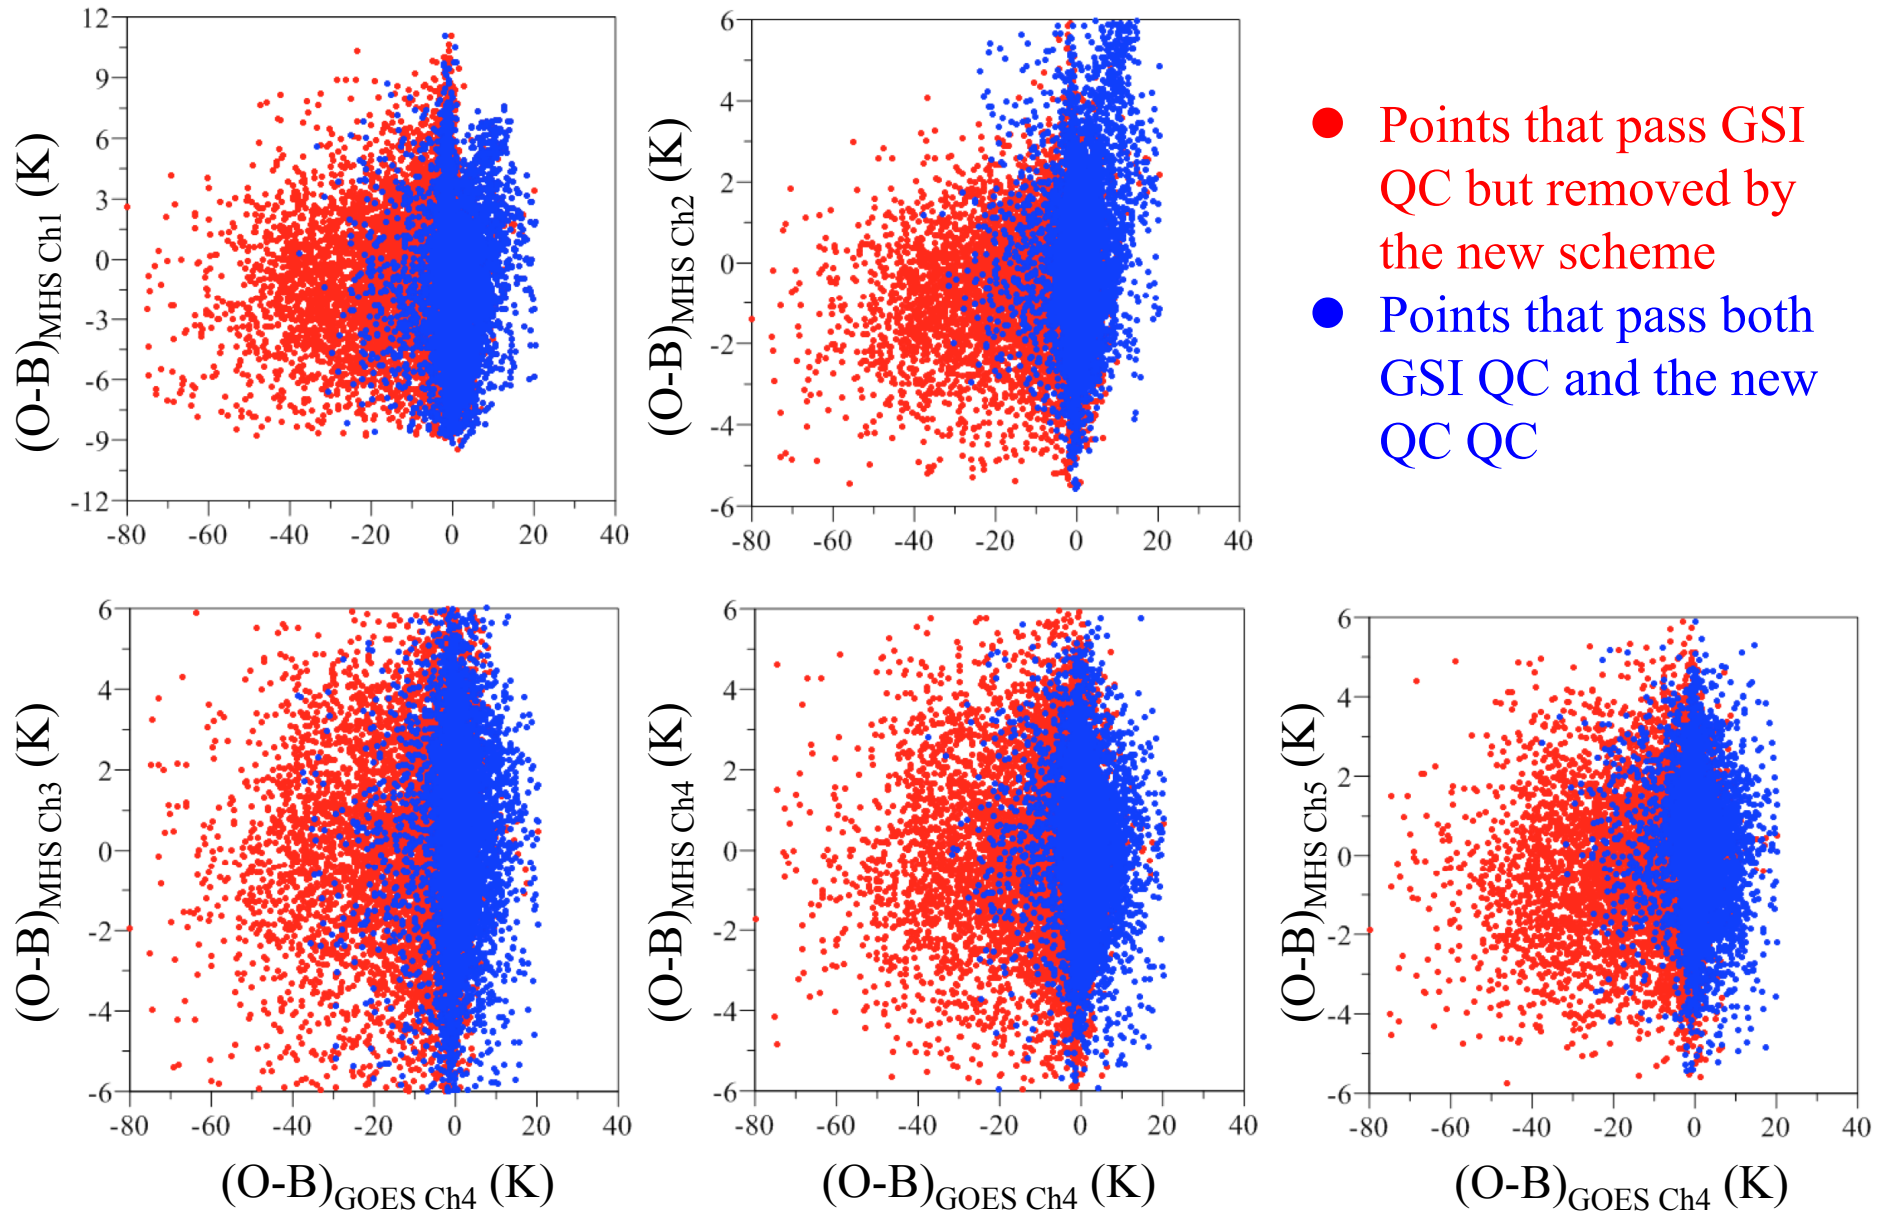 12
9
6
3
0
-3
-6
-9
-12
-80 -60 -40 -20 0 20 40
(O-B)MHS Ch1 (K)
6
4
2
0
-2
-4
-6
-80 -60 -40 -20 0 20 40
(O-B)MHS Ch2 (K)
Points that pass GSI
QC but removed by
the new scheme
Points that pass both
GSI QC and the new
QC QC
6
4
2
0
-2
-4
-6
-80 -60 -40 -20 0 20 40
(O-B)MHS Ch3 (K)
(O-B)GOES Ch4 (K)
6
4
2
0
-2
-4
-6
-80 -60 -40 -20 0 20 40
(O-B)MHS Ch4 (K)
(O-B)GOES Ch4 (K)
6
4
2
0
-2
-4
-6
-80 -60 -40 -20 0 20 40
(O-B)MHS Ch5 (K)
(O-B)GOES Ch4 (K)